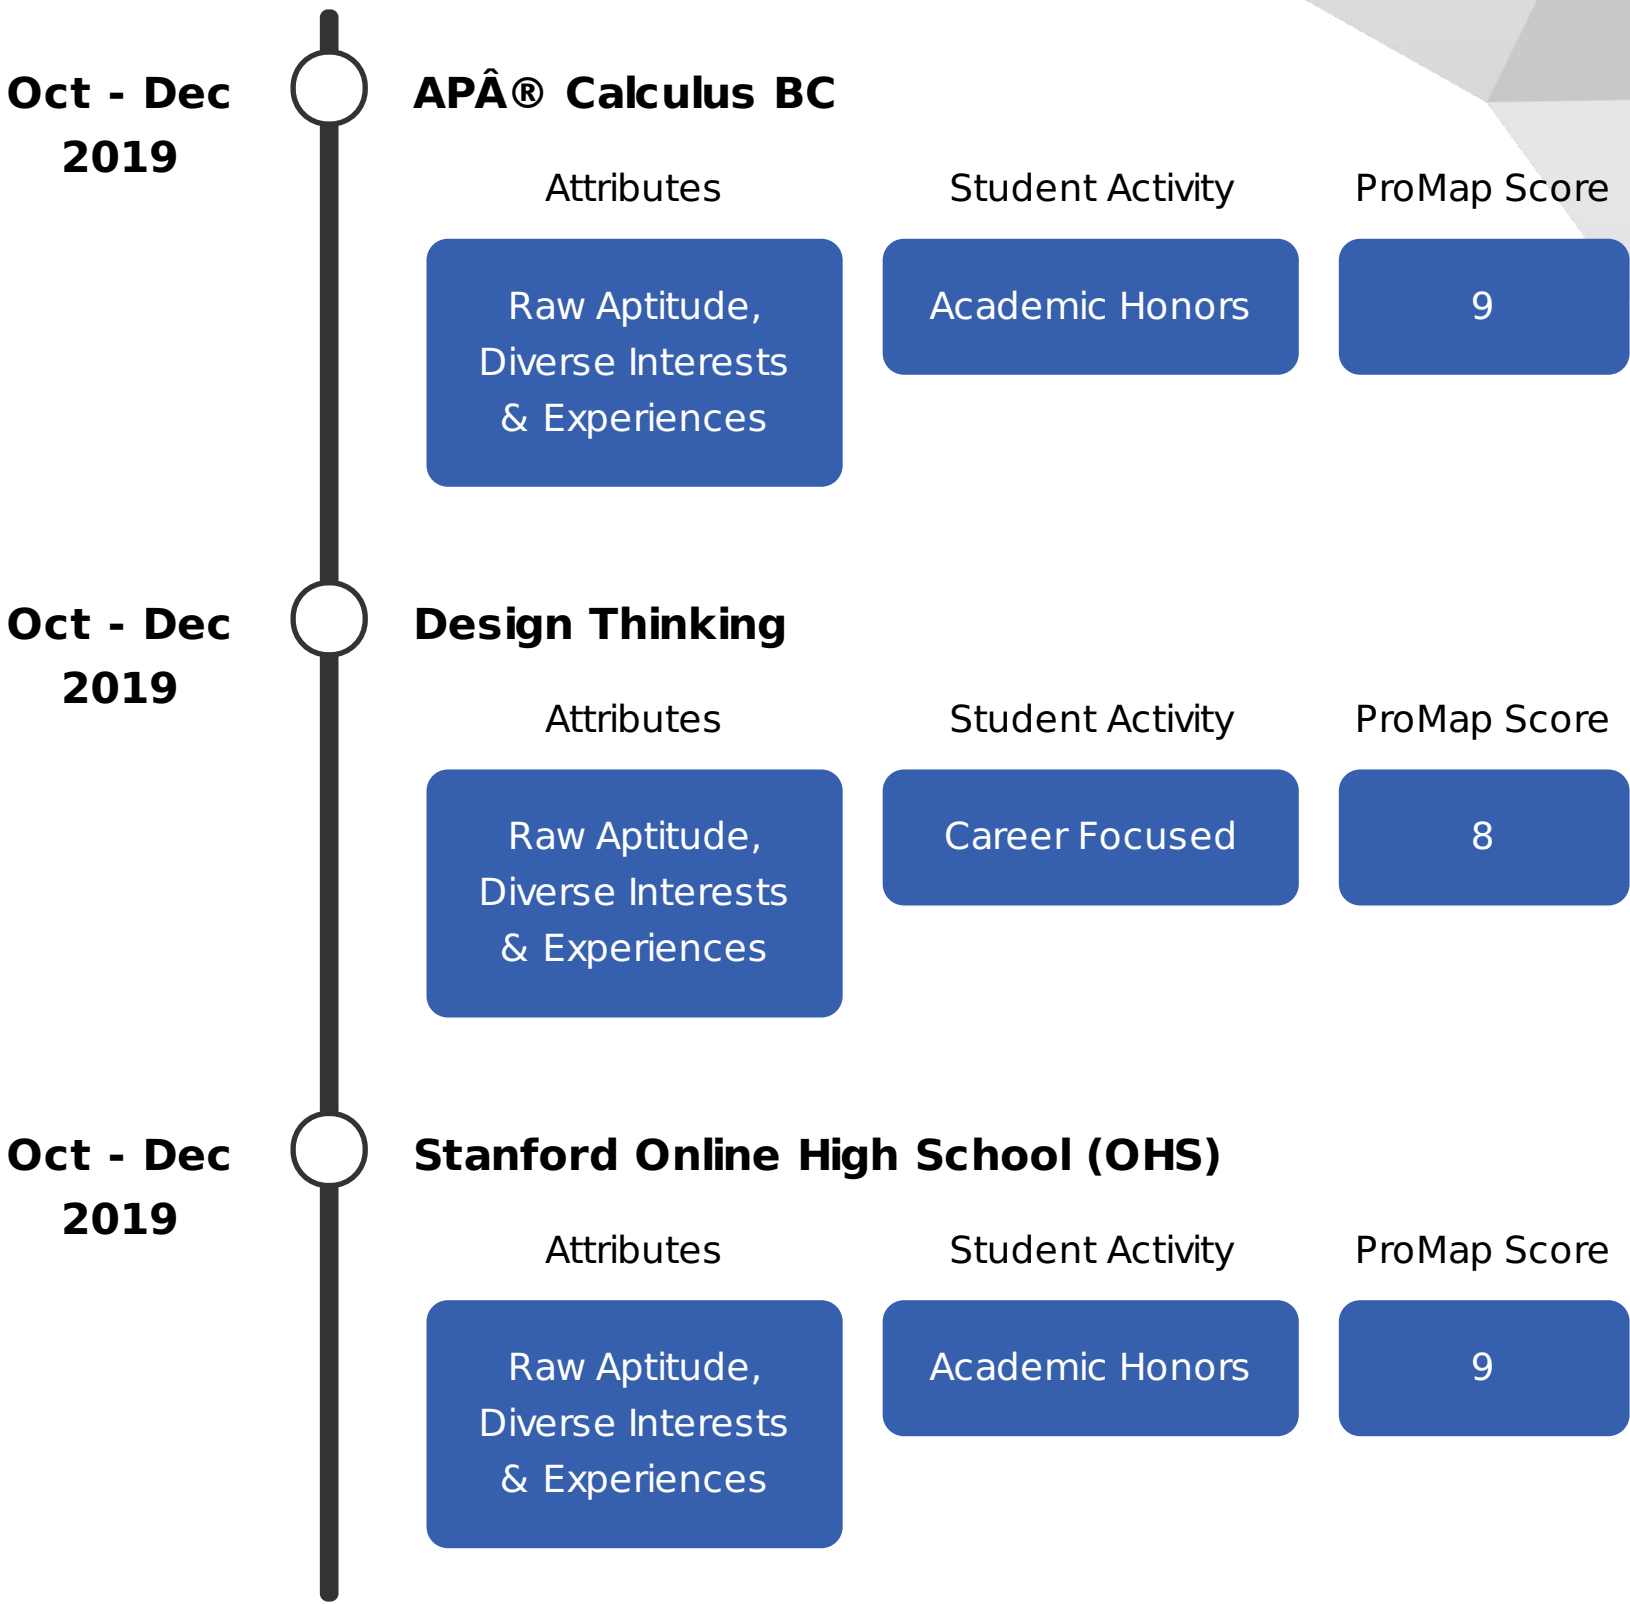 Oct - Dec
2019
APÂ® Calculus BC
Attributes
Student Activity
ProMap Score
Raw Aptitude,
Diverse Interests
& Experiences
Academic Honors
9
Oct - Dec
2019
Design Thinking
Attributes
Student Activity
ProMap Score
Raw Aptitude,
Diverse Interests
& Experiences
Career Focused
8
Oct - Dec
2019
Stanford Online High School (OHS)
Attributes
Student Activity
ProMap Score
Raw Aptitude,
Diverse Interests
& Experiences
Academic Honors
9